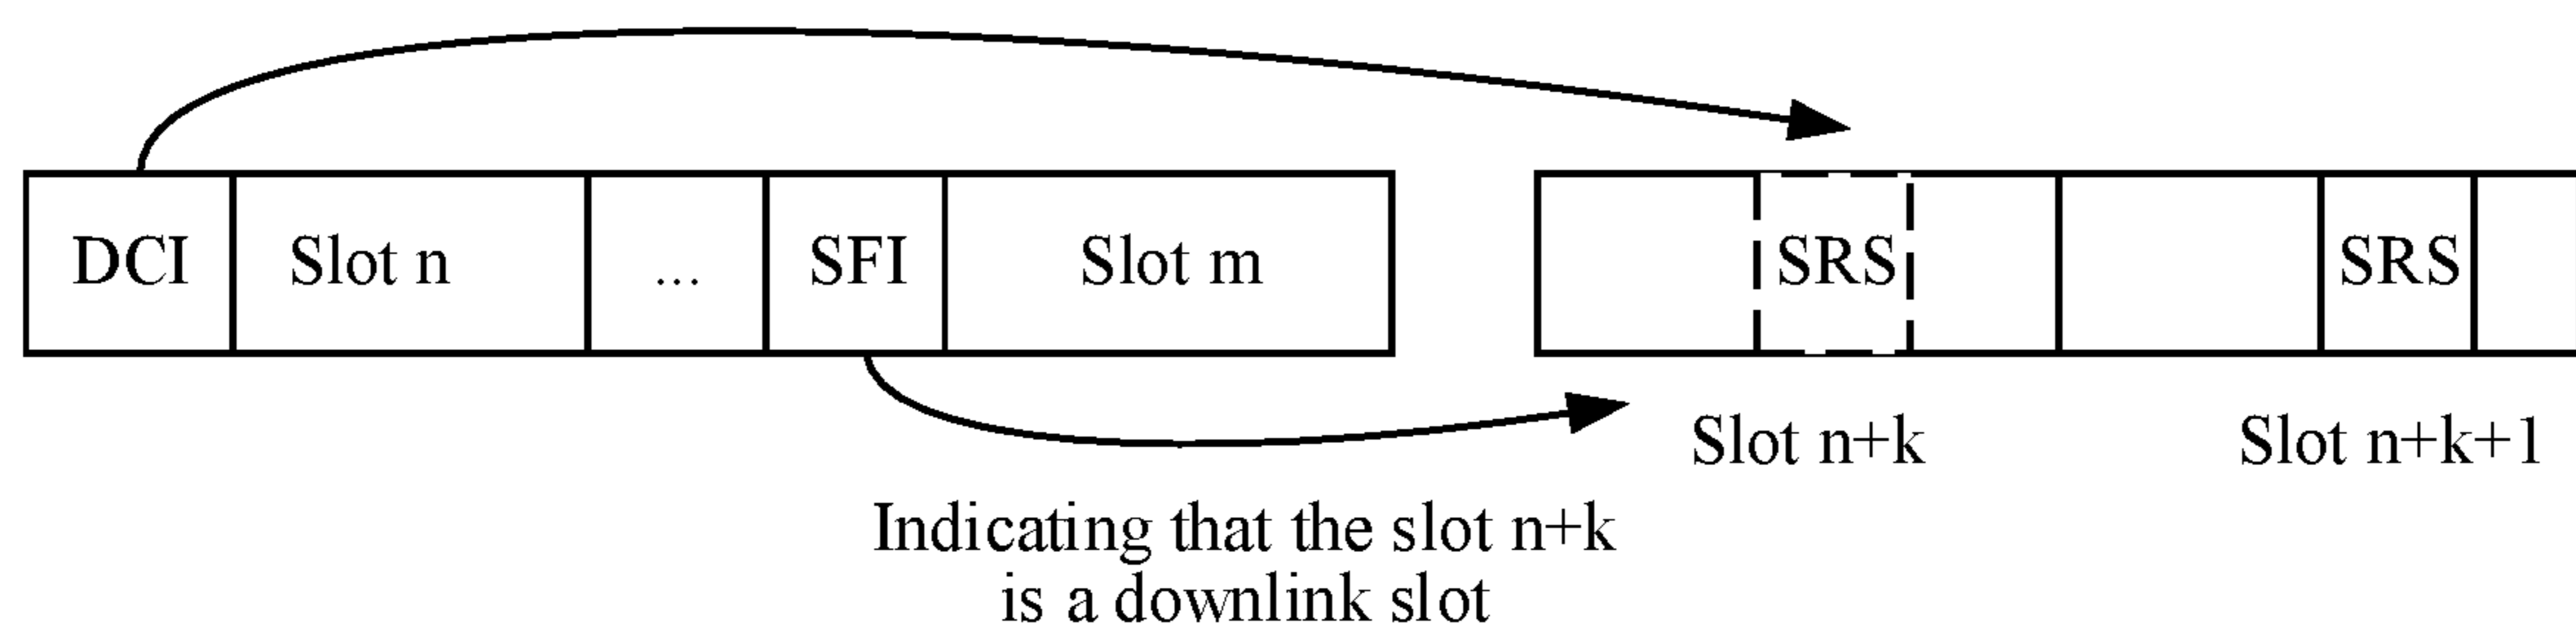 DCI Slot n ... SFI Slot m SRS SRS
Slot n+k Slot n+k+1
Indicating that the slot n+k
is a downlink slot